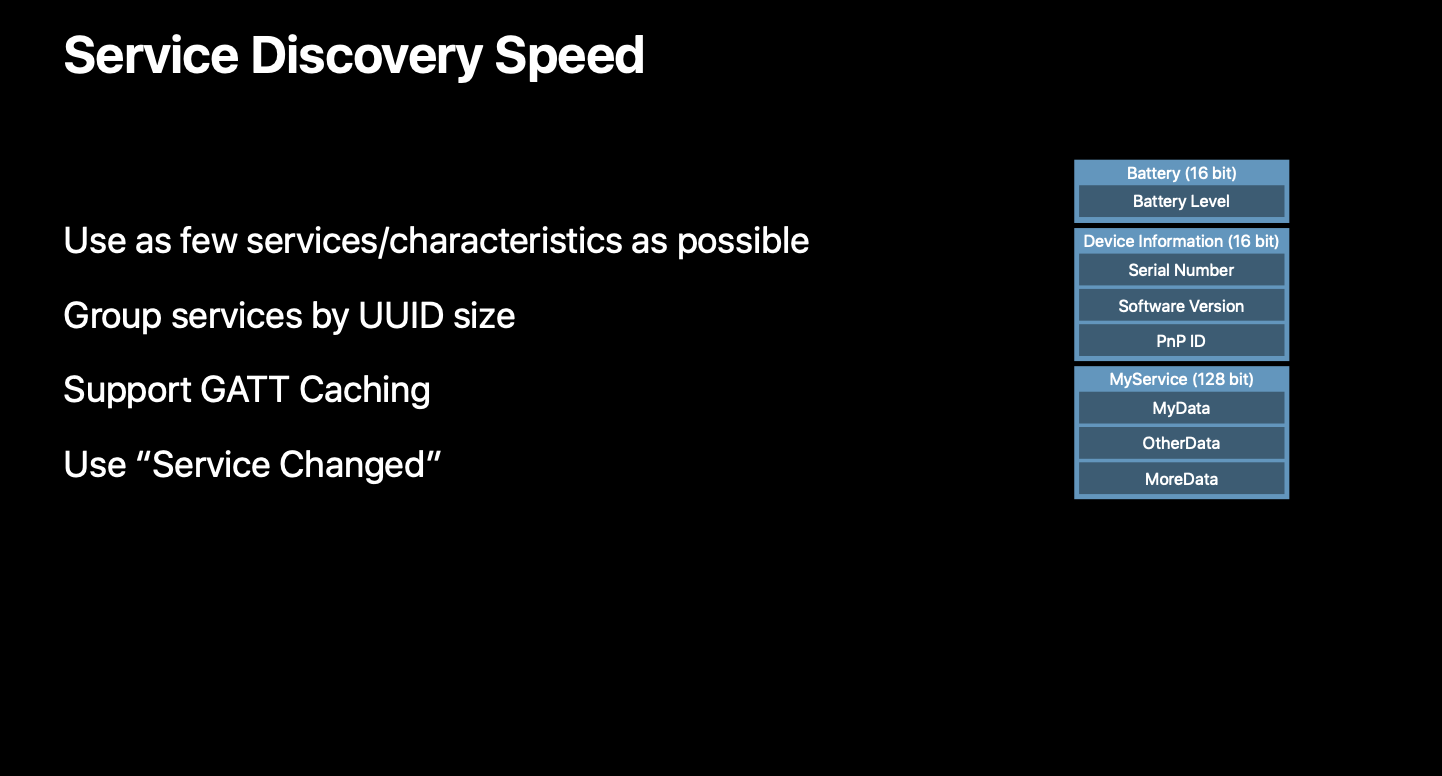 Service Discovery Speed
Use as few services/characteristics as possible
Group services by UUID size
Support GATT Caching
Use “Service Changed”
Battery (16 bit)
Battery Level
Device Information (16 bit)
Serial Number
Software Version
PnP ID
MyService (128 bit)
MyData
OtherData
MoreData